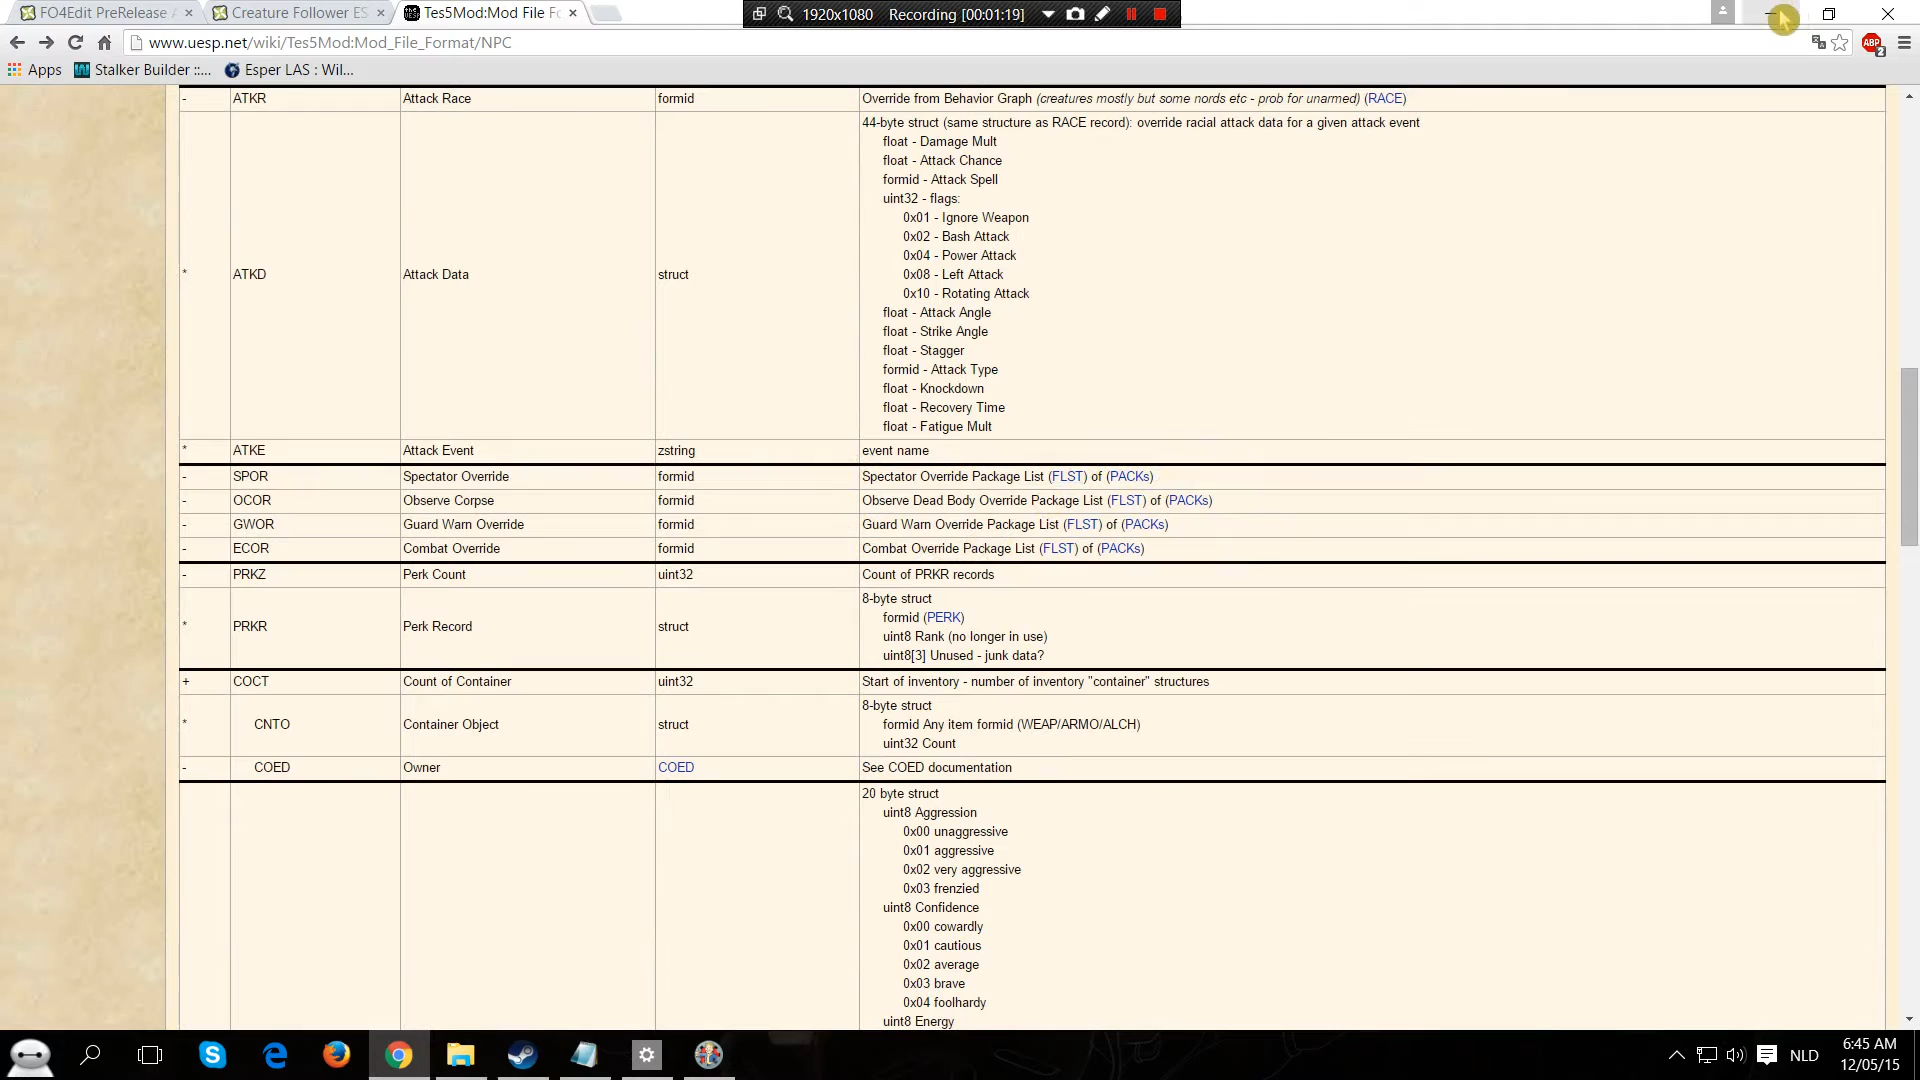 FO4Edit PreRelease
Creature Follower ES
Tes5Mod:Mod File Fo
1920x1080 Recording [00:01:19]
www.uesp.net/wiki/Tes5Mod:Mod_File_Format/NPC
ABP
2
Apps Stalker Builder ::... Esper LAS : Wil...
- ATKR Attack Race formid Override from Behavior Graph (creatures mostly but some nords etc - prob for unarmed) (RACE)
44-byte struct (same structure as RACE record): override racial attack data for a given attack event
float - Damage Mult
float - Attack Chance
formid - Attack Spell
uint32 - flags:
0x01 - Ignore Weapon
0x02 - Bash Attack
0x04 - Power Attack
* ATKD Attack Data struct 0x08 - Left Attack
0x10 - Rotating Attack
float - Attack Angle
float - Strike Angle
float - Stagger
formid - Attack Type
float - Knockdown
float - Recovery Time
float - Fatigue Mult
* ATKE Attack Event zstring event name
- SPOR Spectator Override formid Spectator Override Package List (FLST) of (PACKs)
- OCOR Observe Corpse formid Observe Dead Body Override Package List (FLST) of (PACKs)
- GWOR Guard Warn Override formid Guard Warn Override Package List (FLST) of (PACKs)
- ECOR Combat Override formid Combat Override Package List (FLST) of (PACKs)
- PRKZ Perk Count uint32 Count of PRKR records
8-byte struct
formid (PERK)
* PRKR Perk Record struct
uint8 Rank (no longer in use)
uint8[3] Unused - junk data?
+ COCT Count of Container uint32 Start of inventory - number of inventory "container" structures
8-byte struct
* CNTO Container Object struct formid Any item formid (WEAP/ARMO/ALCH)
uint32 Count
- COED Owner COED See COED documentation
20 byte struct
uint8 Aggression
0x00 unaggressive
0x01 aggressive
0x02 very aggressive
0x03 frenzied
uint8 Confidence
0x00 cowardly
0x01 cautious
0x02 average
0x03 brave
0x04 foolhardy
uint8 Energy
NLD
6:45 AM
12/05/15